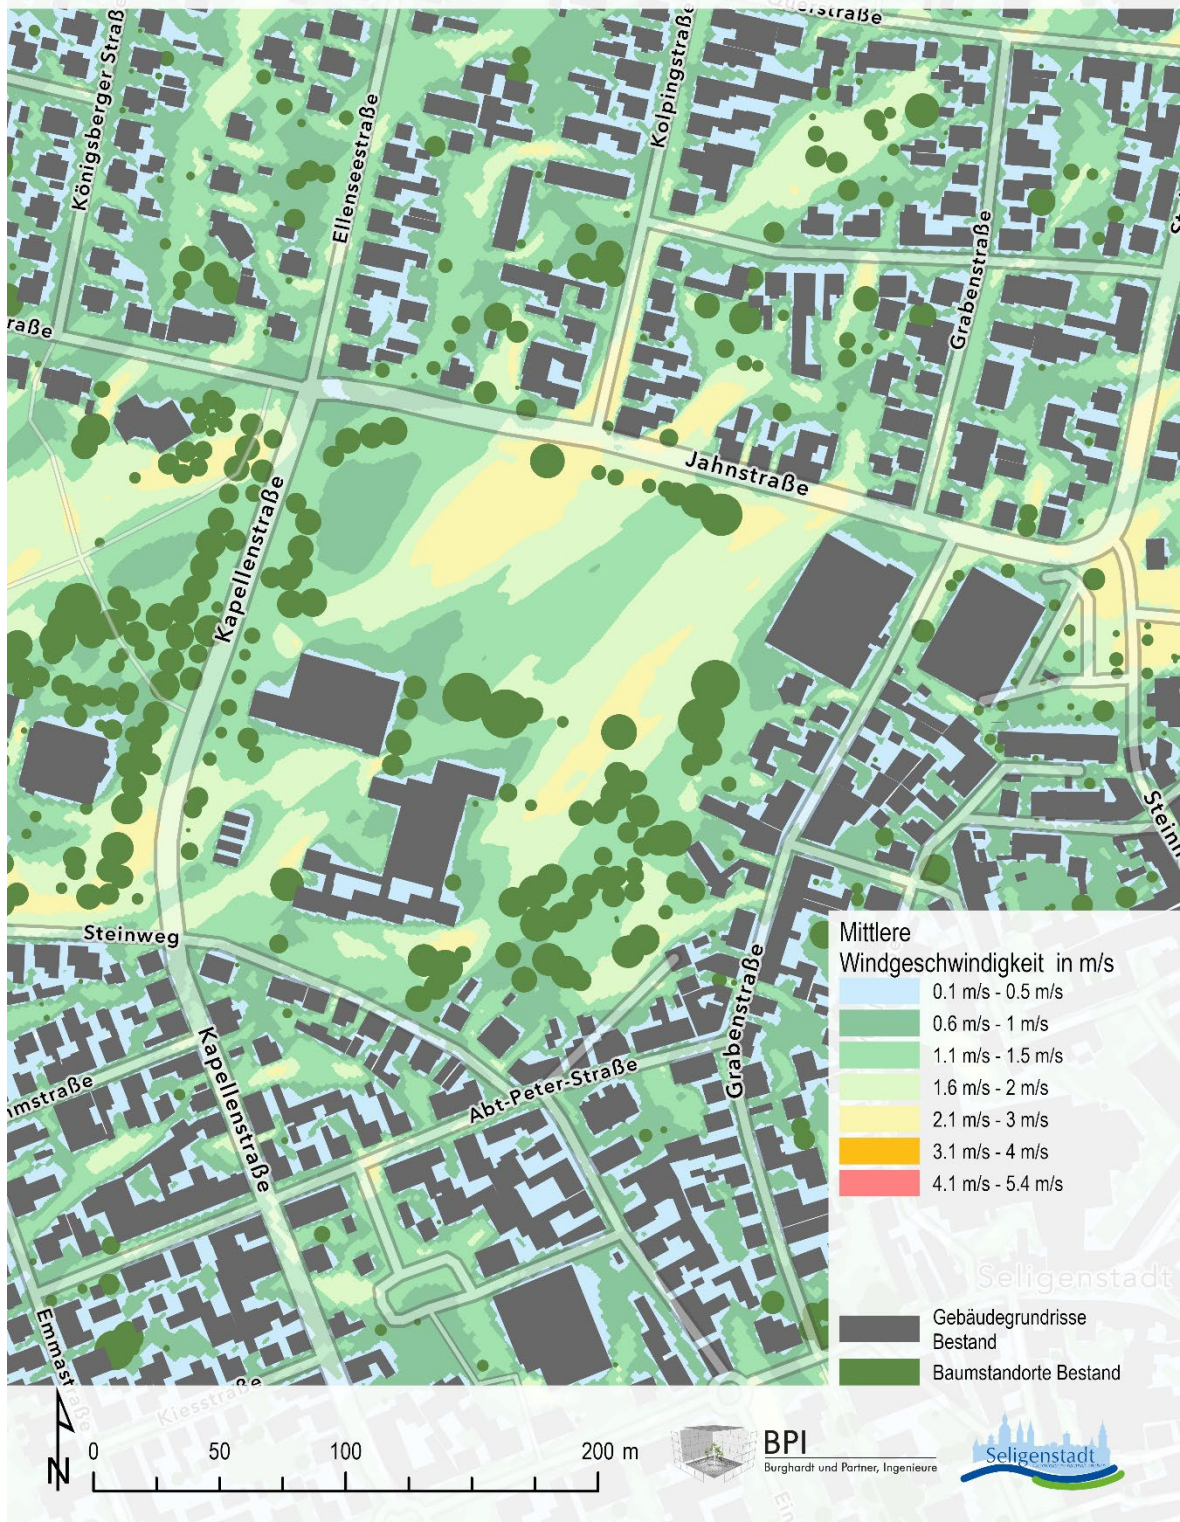 Querstraße
Königsberger Straße
Ellenseestraße
Kolpingstraße
Grabenstraße
St
raße
Jahnstraße
Kapellenstraße
Steinweg
Grabenstraße
Steinh
Kapellenstraße
mstraße
Abt-Peter-Straße
Emmastraße
Kiesstraße
Mittlere
Windgeschwindigkeit in m/s
0.1 m/s - 0.5 m/s
0.6 m/s - 1 m/s
1.1 m/s - 1.5 m/s
1.6 m/s - 2 m/s
2.1 m/s - 3 m/s
3.1 m/s - 4 m/s
4.1 m/s - 5.4 m/s
Seligenstadt
Gebäudegrundrisse
Bestand
Baumstandorte Bestand
N
0 50 100 200 m
BPI
Burghardt und Partner, Ingenieure
Seligenstadt